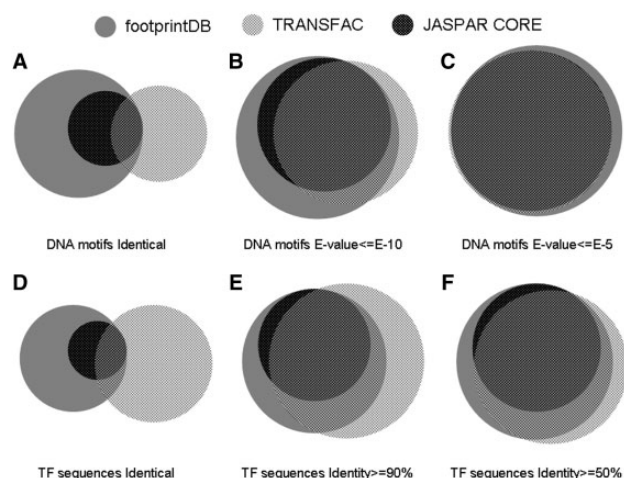 footprintDB TRANSFAC JASPAR CORE
A B C
DNA motifs Identical DNA motifs E-value<=E-10 DNA motifs E-value<=E-5
D E F
TF sequences Identical TF sequences Identity>=90% TF sequences Identity>=50%